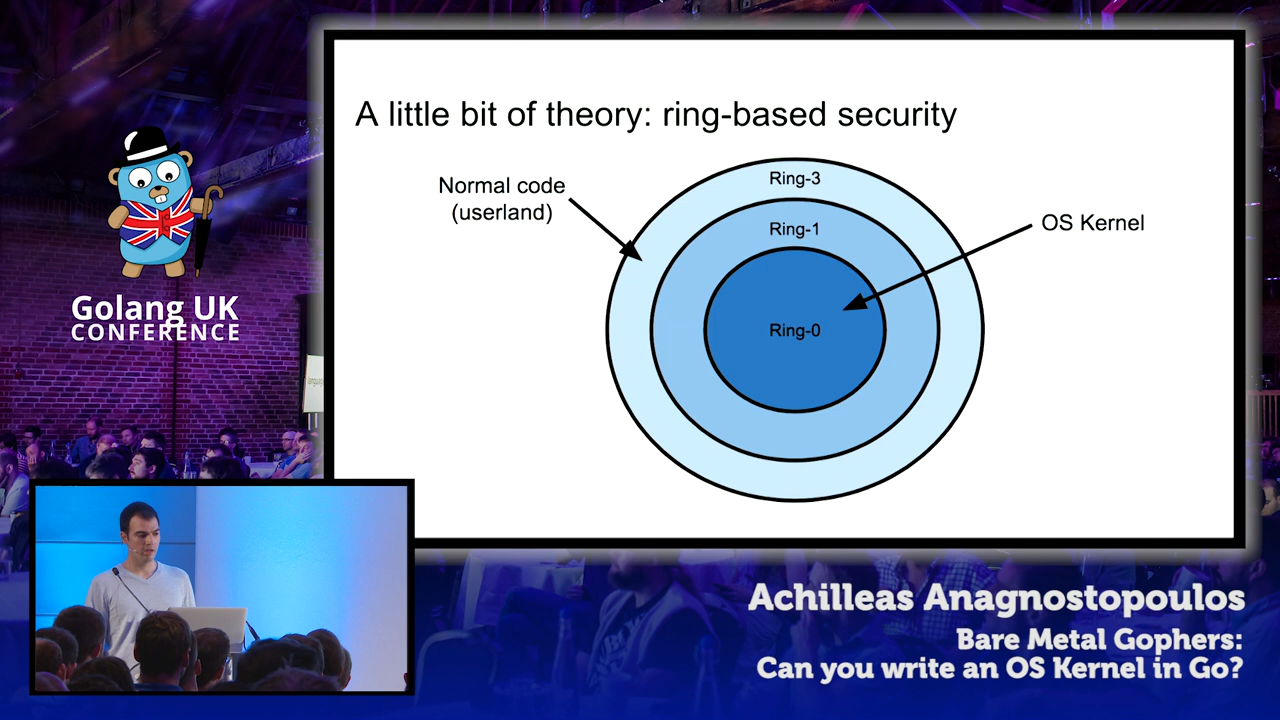 A little bit of theory: ring-based security
Ring-3
Normal code
(userland)
Ring-1
OS Kernel
Ring-0
Golang UK
CONFERENCE
Achilleas Anagnostopoulos
Bare Metal Gophers:
Can you write an OS Kernel in Go?